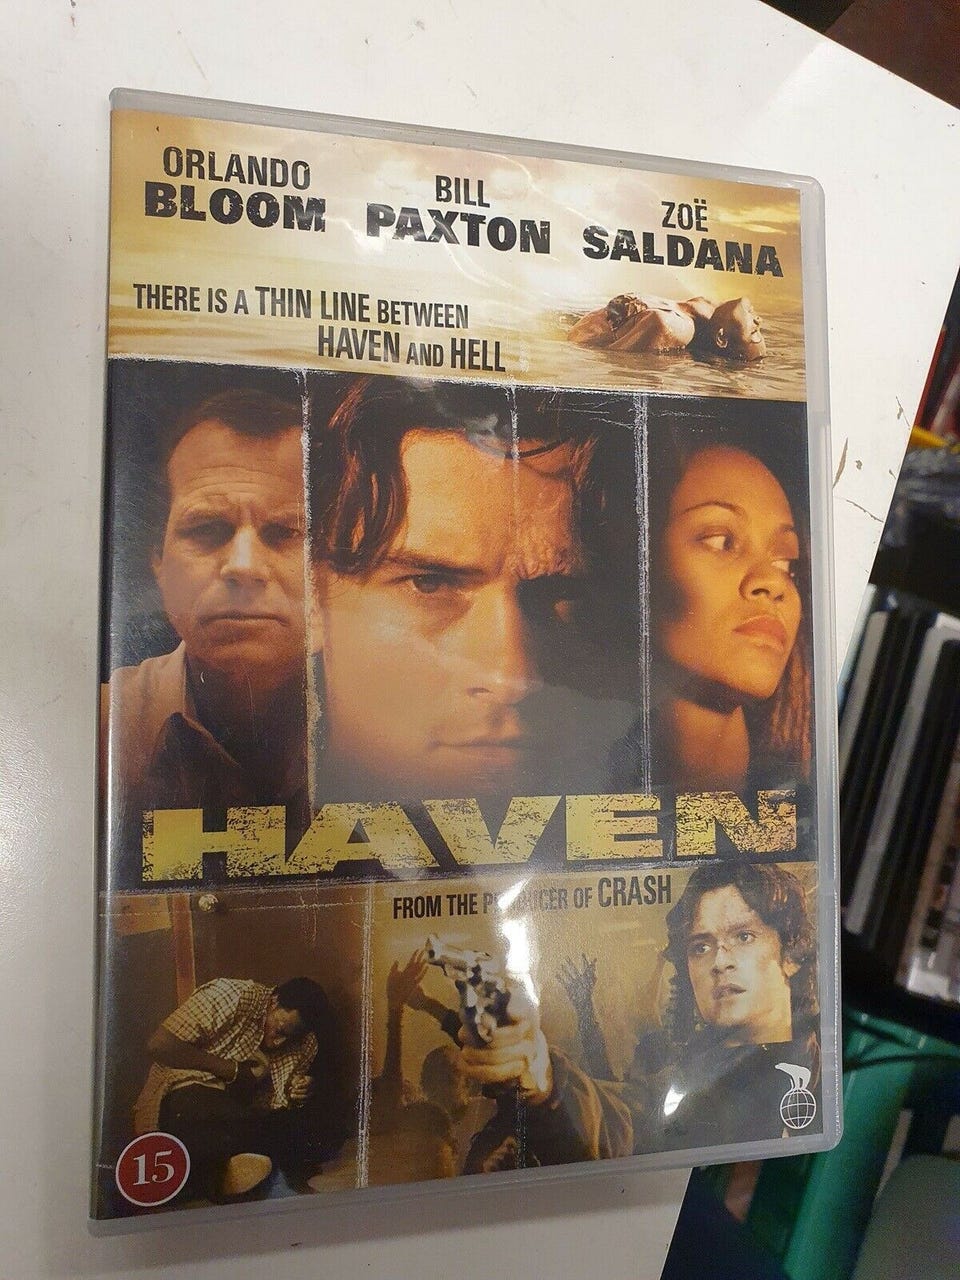 ORLANDO
BLOOM
BILL
PAXTON
ZOË
SALDANA
THERE IS A THIN LINE BETWEEN
HAVEN AND HELL
HAVEN
FROM THE PRODUCER OF CRASH
15